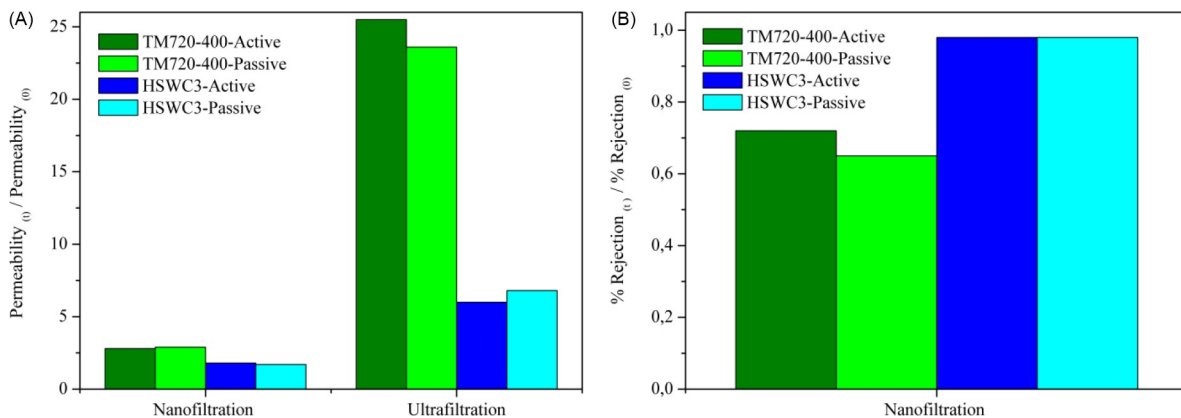 (A)
Permeability (t) / Permeability (0)
25
20
15
10
5
0
TM720-400-Active
TM720-400-Passive
HSWC3-Active
HSWC3-Passive
Nanofiltration
Ultrafiltration
(B)
% Rejection (t) / % Rejection (0)
1,0
0,8
0,6
0,4
0,2
0,0
TM720-400-Active
TM720-400-Passive
HSWC3-Active
HSWC3-Passive
Nanofiltration